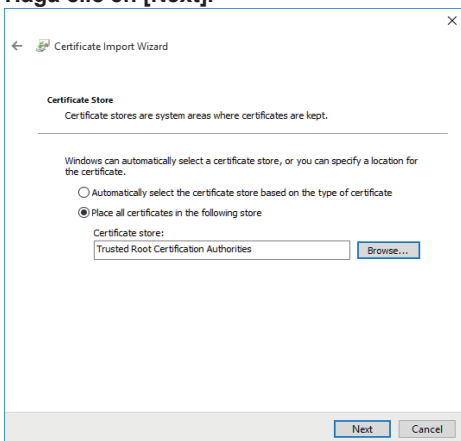 Haga clic en [Next].
Certificate Import Wizard
Certificate Store
Certificate stores are system areas where certificates are kept.
Windows can automatically select a certificate store, or you can specify a location for
the certificate.
Automatically select the certificate store based on the type of certificate
Place all certificates in the following store
Certificate store:
Trusted Root Certification Authorities
Browse...
Next Cancel